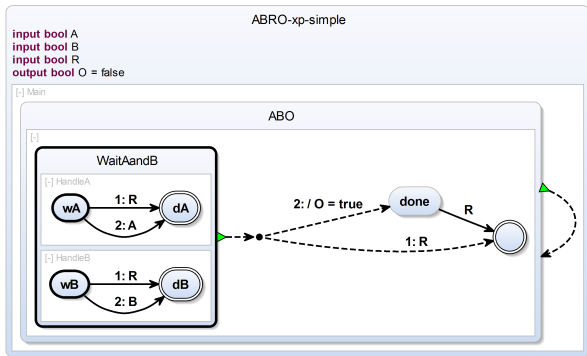 ABRO-xp-simple
input bool A
input bool B
input bool R
output bool O = false
[-] Main
ABO
[-]
WaitAandB
[-] HandleA
wA
1: R
2: A
dA
[-] HandleB
wB
1: R
2: B
dB
2: / O = true
done
R
1: R